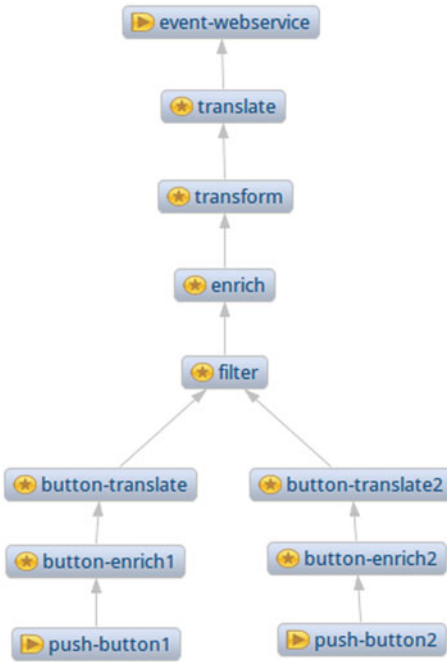 event-webservice
translate
transform
enrich
filter
button-translate
button-translate2
button-enrich1
button-enrich2
push-button1
push-button2